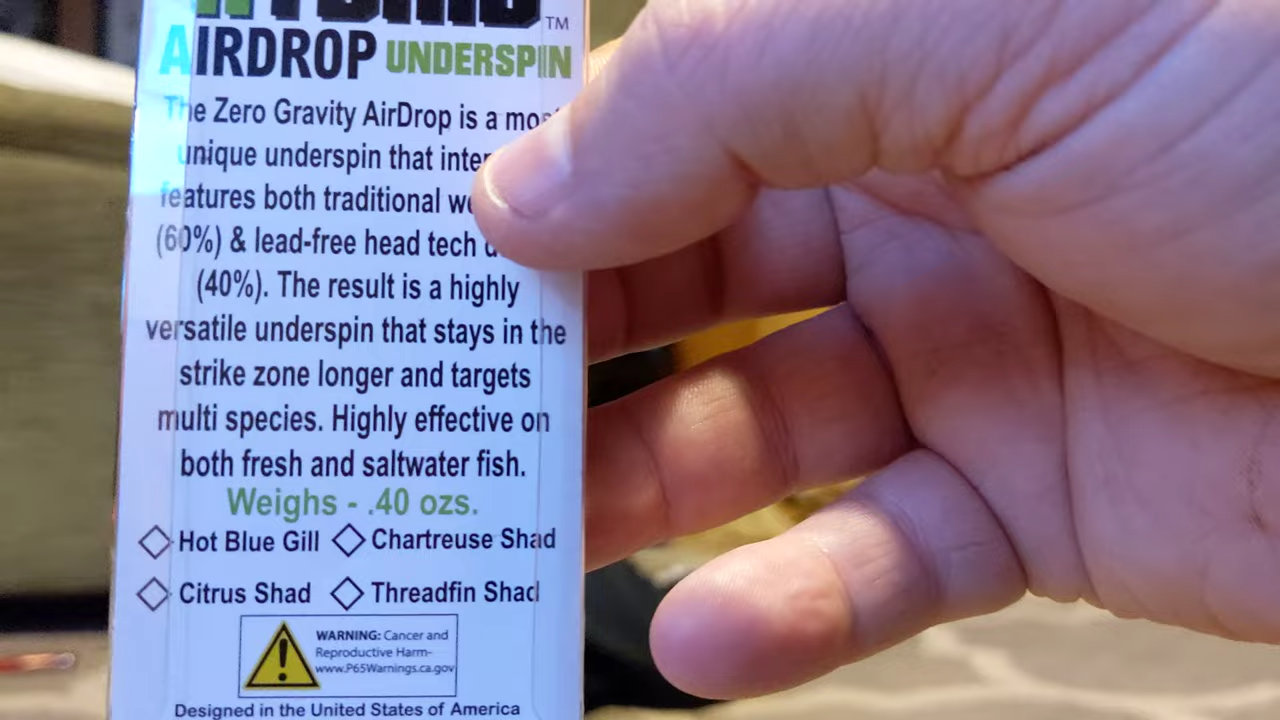 HYBRID™
AIRDROP UNDERSPIN
The Zero Gravity AirDrop is a
unique underspin that
features both traditional
(60%) & lead-free head tech
(40%). The result is a highly
versatile underspin that stays in the
strike zone longer and targets
multi species. Highly effective on
both fresh and saltwater fish.
Weighs - .40 ozs.
Hot Blue Gill Chartreuse Shad
Citrus Shad Threadfin Shad
WARNING: Cancer and
Reproductive Harm-
www.P65Warnings.ca.gov
Designed in the United States of America